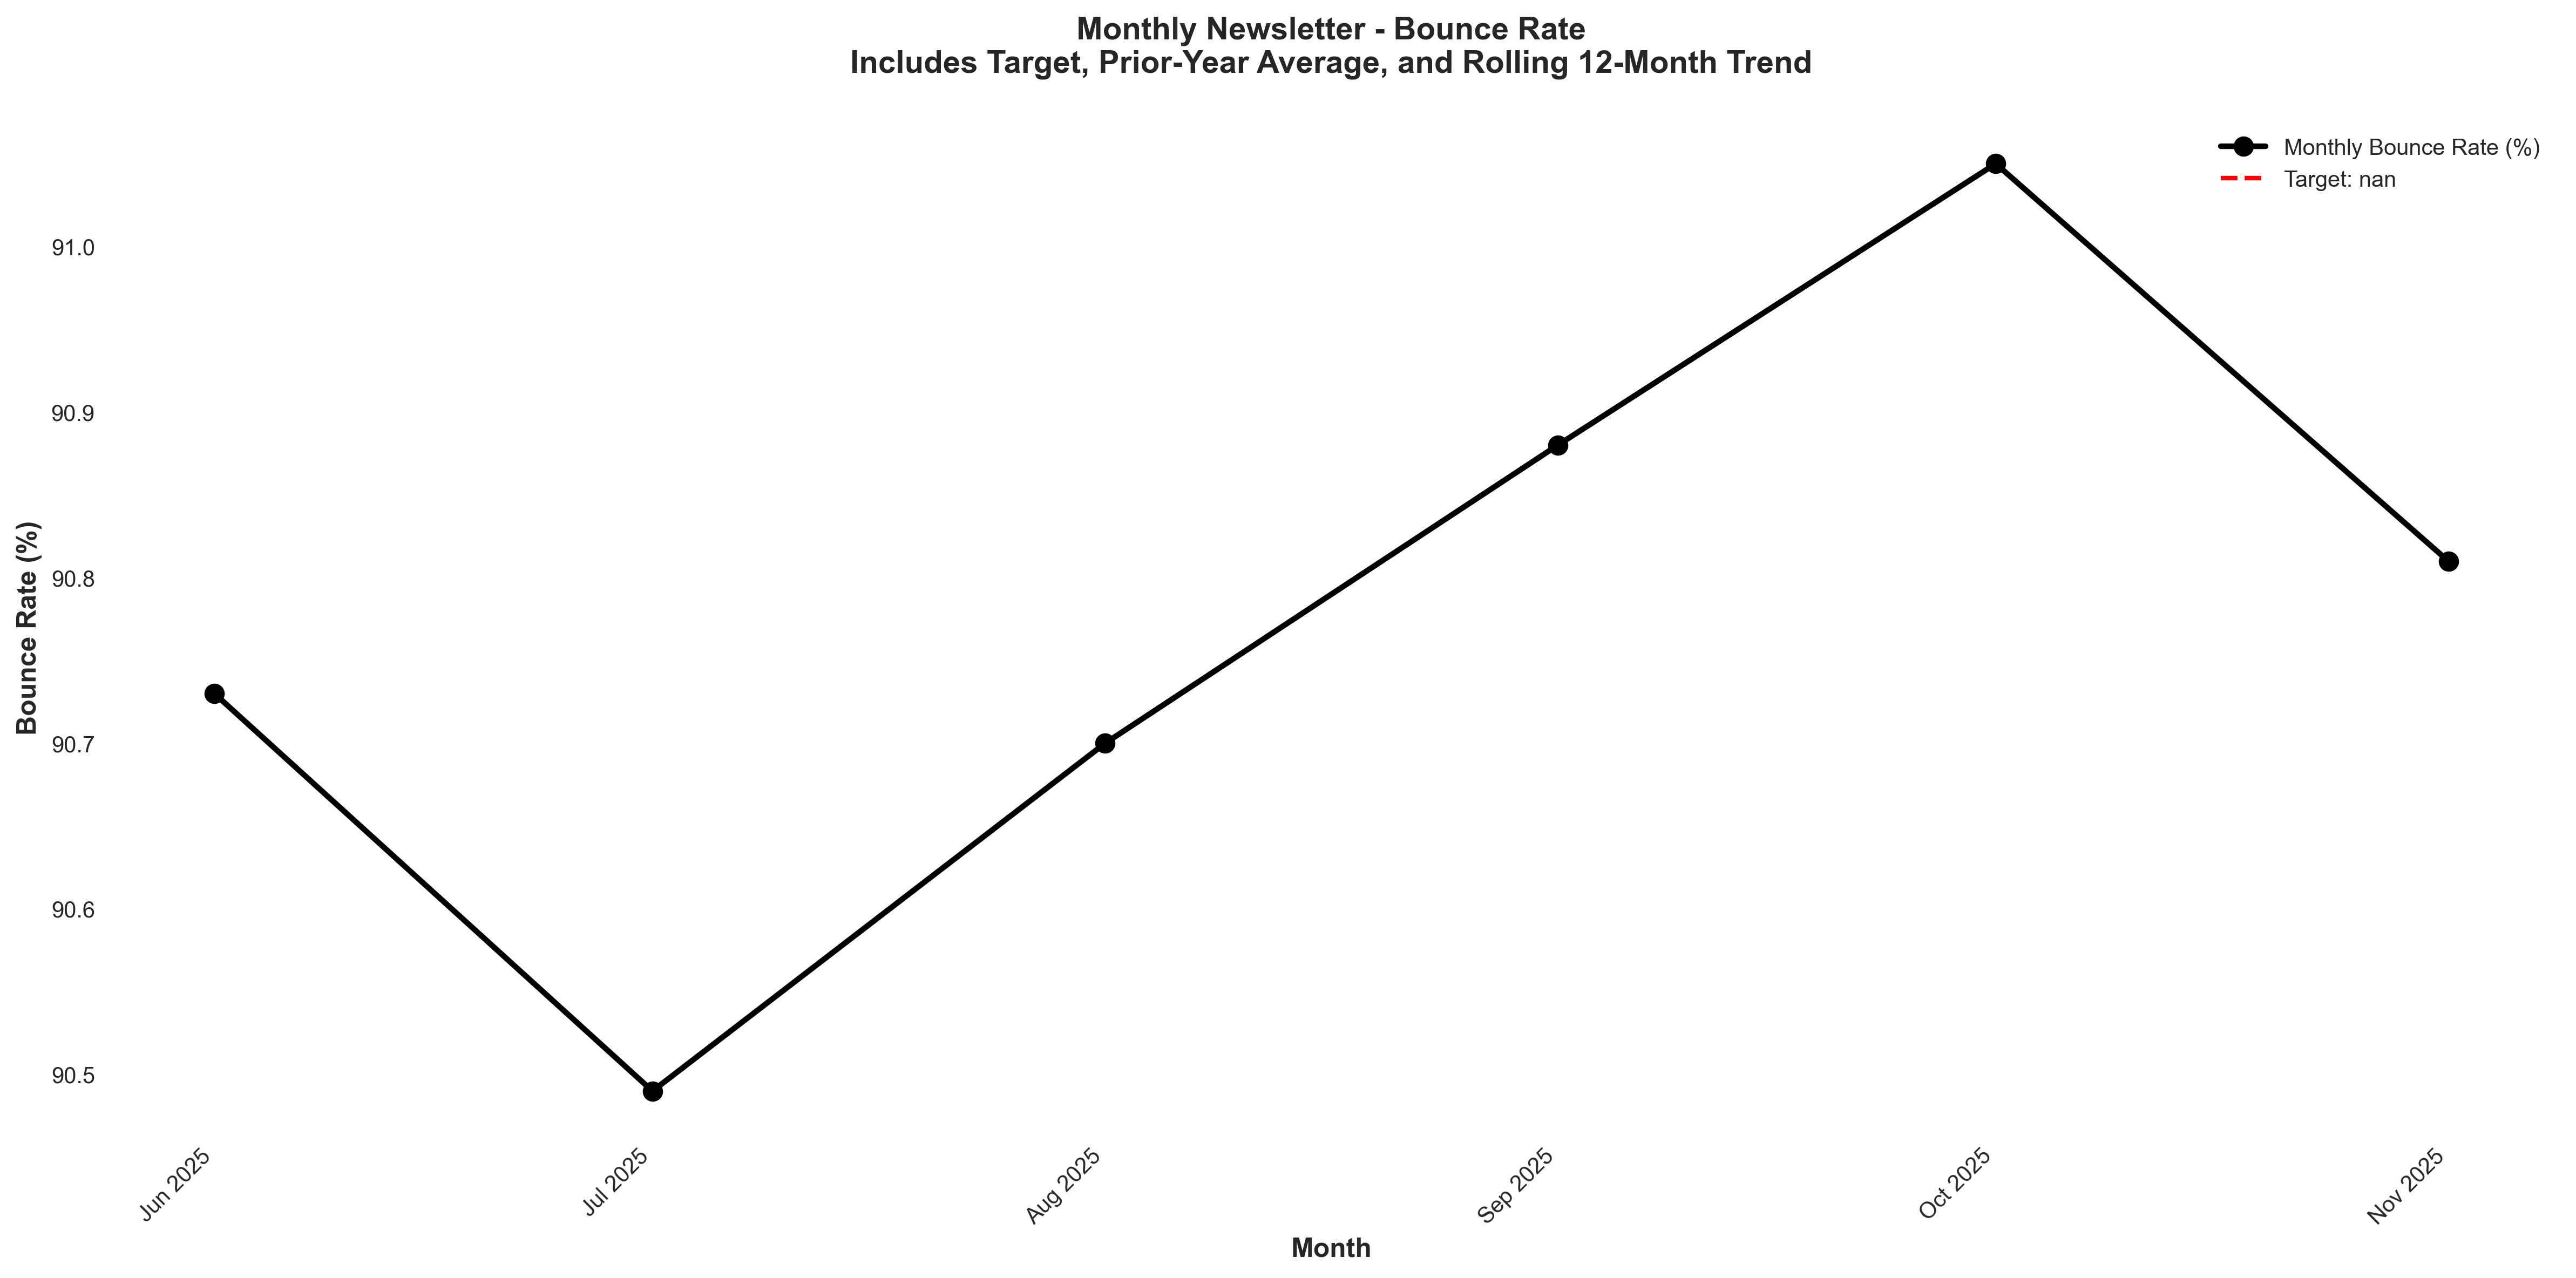 Monthly Newsletter - Bounce Rate
Includes Target, Prior-Year Average, and Rolling 12-Month Trend
Monthly Bounce Rate (%)
Target: nan
91.0
90.9
90.8
90.7
90.6
90.5
Bounce Rate (%)
Jun 2025
Jul 2025
Aug 2025
Sep 2025
Oct 2025
Nov 2025
Month